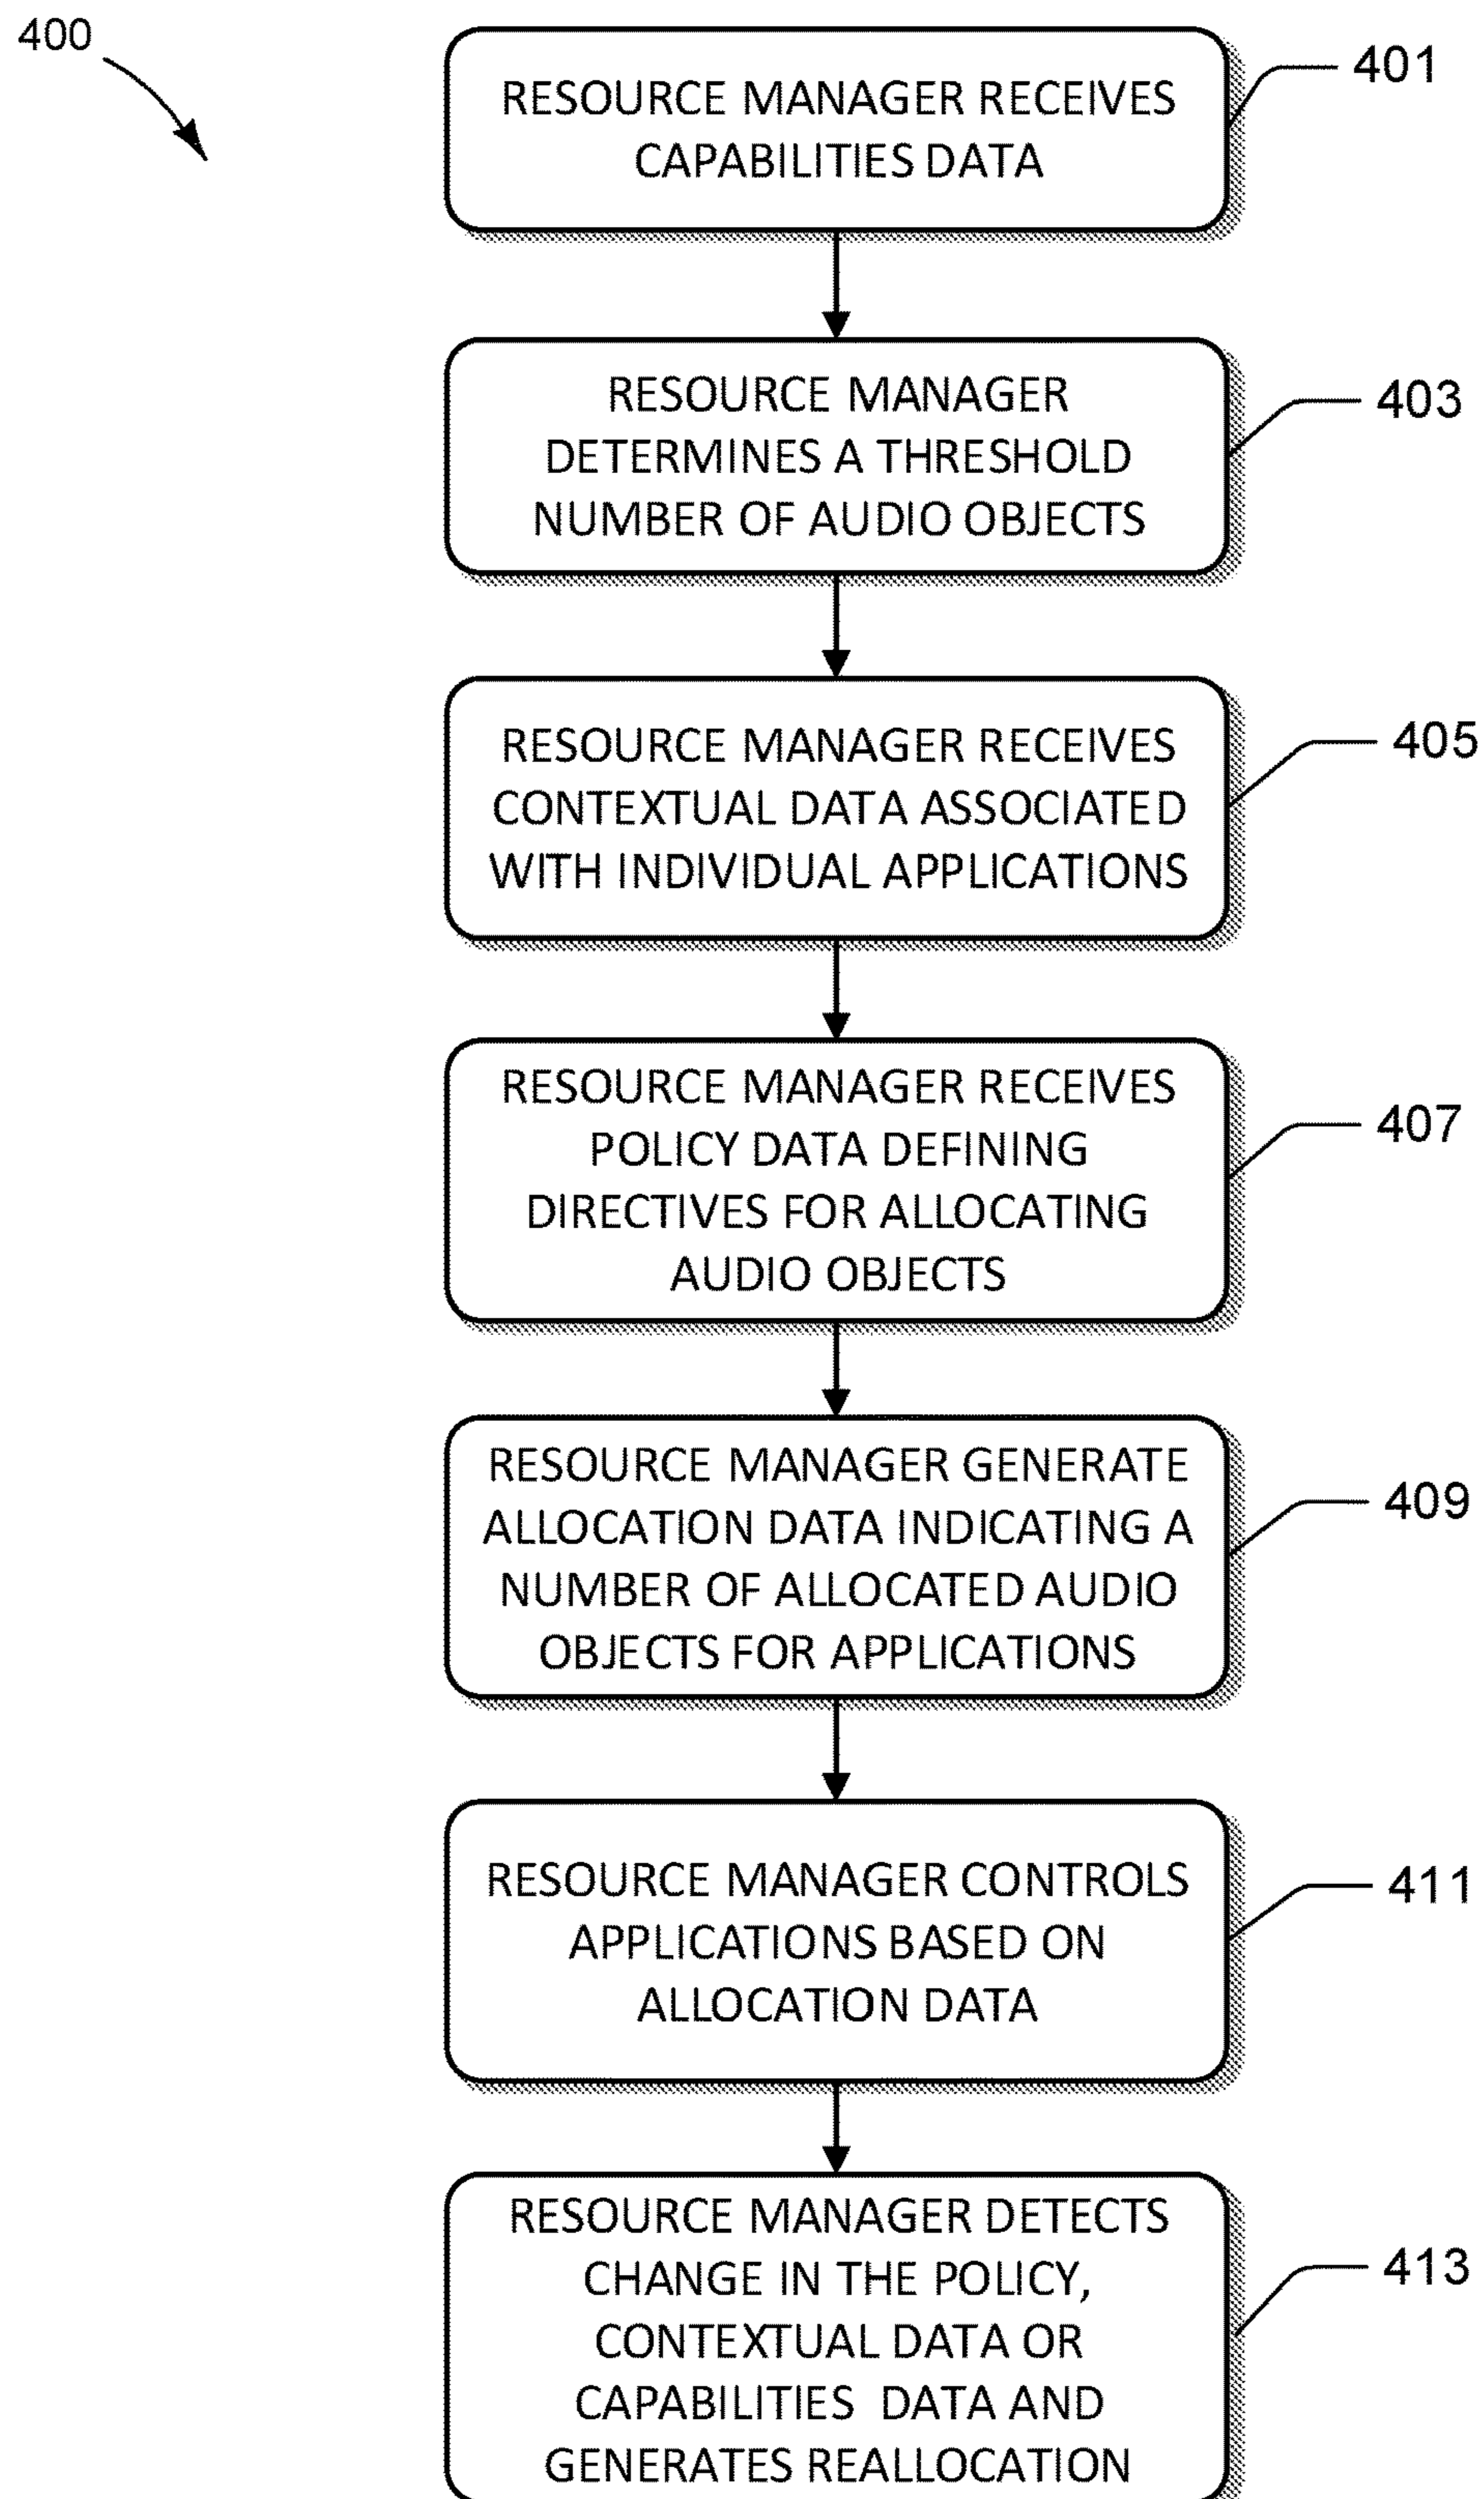 400
RESOURCE MANAGER RECEIVES
CAPABILITIES DATA
401
RESOURCE MANAGER
DETERMINES A THRESHOLD
NUMBER OF AUDIO OBJECTS
403
RESOURCE MANAGER RECEIVES
CONTEXTUAL DATA ASSOCIATED
WITH INDIVIDUAL APPLICATIONS
405
RESOURCE MANAGER RECEIVES
POLICY DATA DEFINING
DIRECTIVES FOR ALLOCATING
AUDIO OBJECTS
407
RESOURCE MANAGER GENERATE
ALLOCATION DATA INDICATING A
NUMBER OF ALLOCATED AUDIO
OBJECTS FOR APPLICATIONS
409
RESOURCE MANAGER CONTROLS
APPLICATIONS BASED ON
ALLOCATION DATA
411
RESOURCE MANAGER DETECTS
CHANGE IN THE POLICY,
CONTEXTUAL DATA OR
CAPABILITIES DATA AND
GENERATES REALLOCATION
413